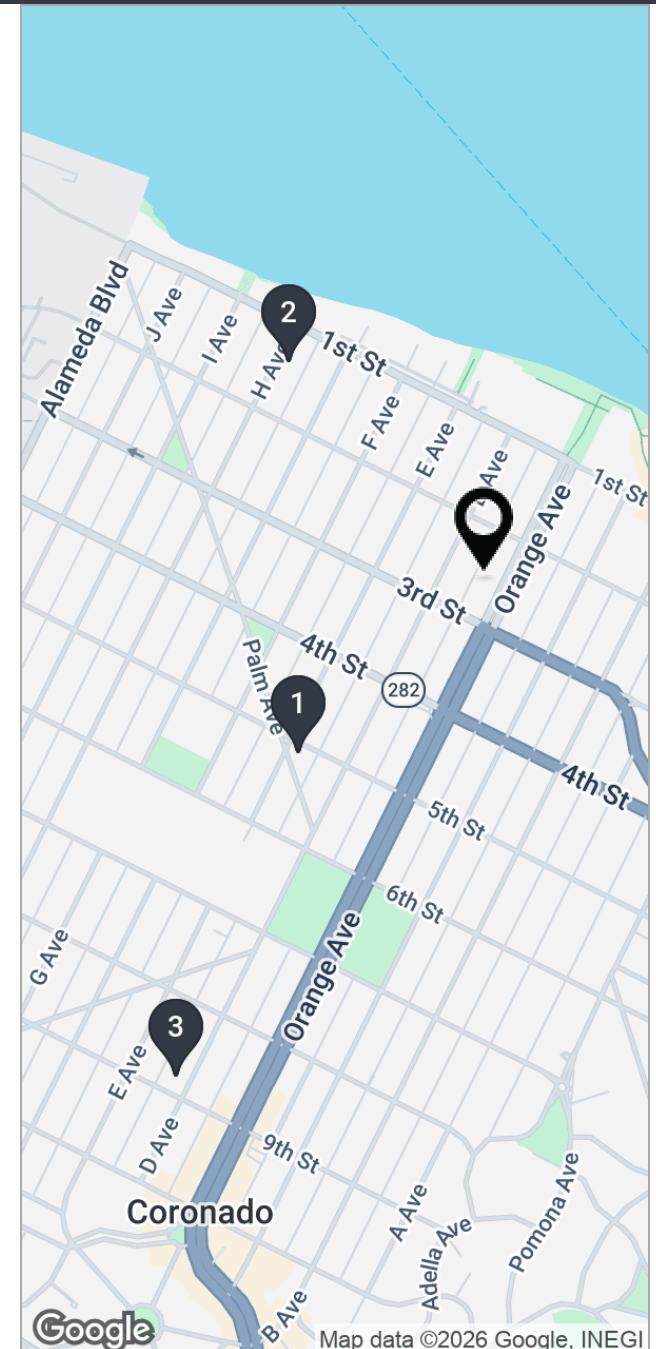 Alameda Blvd
J Ave
I Ave
H Ave
2
1st St
F Ave
E Ave
Ave
1st St
Orange Ave
3rd St
4th St
282
Palm Ave
1
4th St
5th St
6th St
Orange Ave
G Ave
3
E Ave
D Ave
9th St
Coronado
A Ave
Adella Ave
Pomona Ave
B Ave
Google
Map data ©2026 Google, INEGI